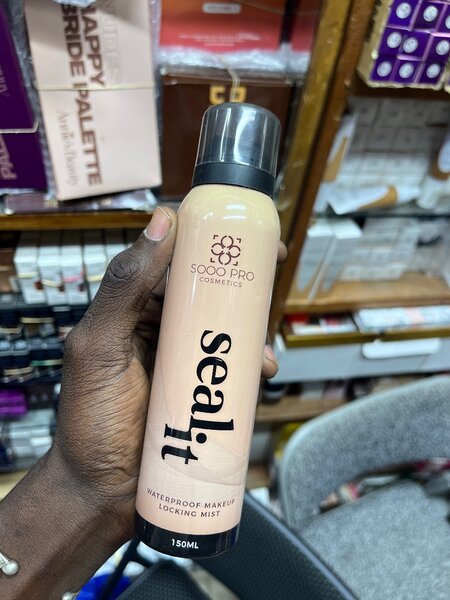 HAPPY
BRIDE PALETTE
SOOO PRO
COSMETICS
seal
it
WATERPROOF MAKEUP
LOCKING MIST
150ML